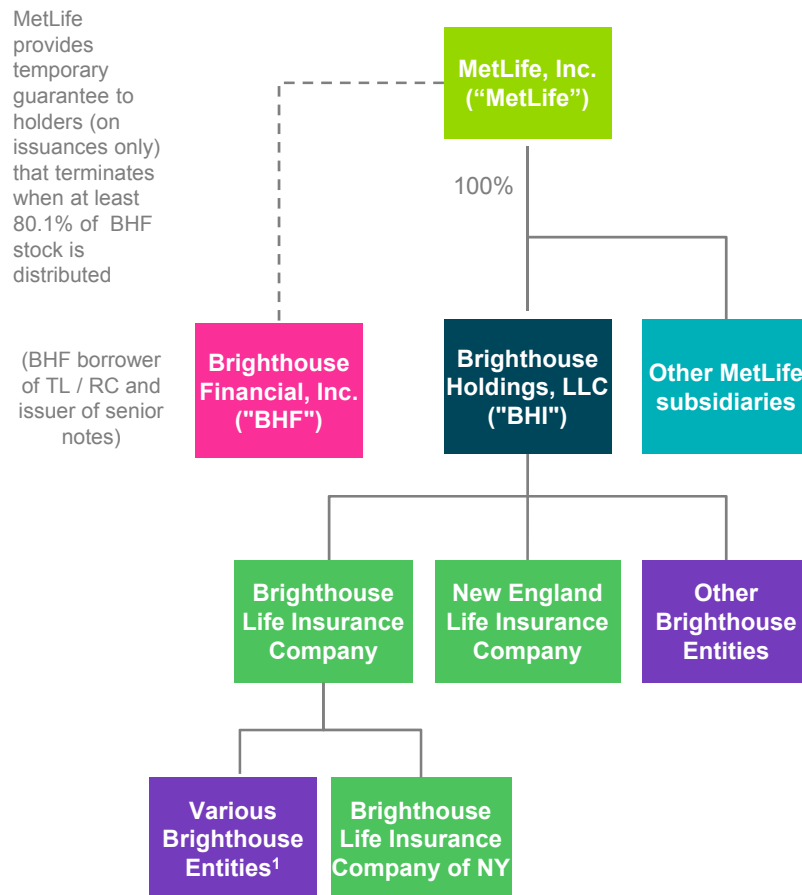 MetLife
provides
temporary
guarantee to
holders (on
issuances only)
that terminates
when at least
80.1% of BHF
stock is
distributed
MetLife, Inc.
(“MetLife”)
100%
(BHF borrower
of TL / RC and
issuer of senior
notes)
Brighthouse
Financial, Inc.
("BHF")
Brighthouse
Holdings, LLC
("BHI")
Other MetLife
subsidiaries
Brighthouse
Life Insurance
Company
New England
Life Insurance
Company
Other
Brighthouse
Entities
Various
Brighthouse
Entities¹
Brighthouse
Life Insurance
Company of NY